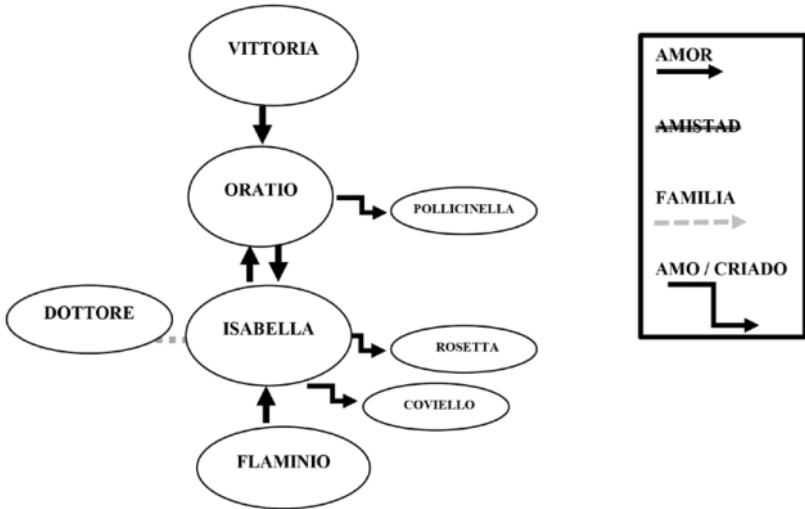 VITTORIA
ORATIO
POLLICINELLA
DOTTORE
ISABELLA
ROSETTA
COVIELLO
FLAMINIO
AMOR
AMISTAD
FAMILIA
AMO / CRIADO